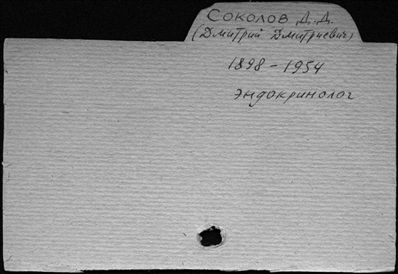 Соколов Д. Д.
(Дмитрий Дмитриевич)
1898 - 1954
эндокринолог